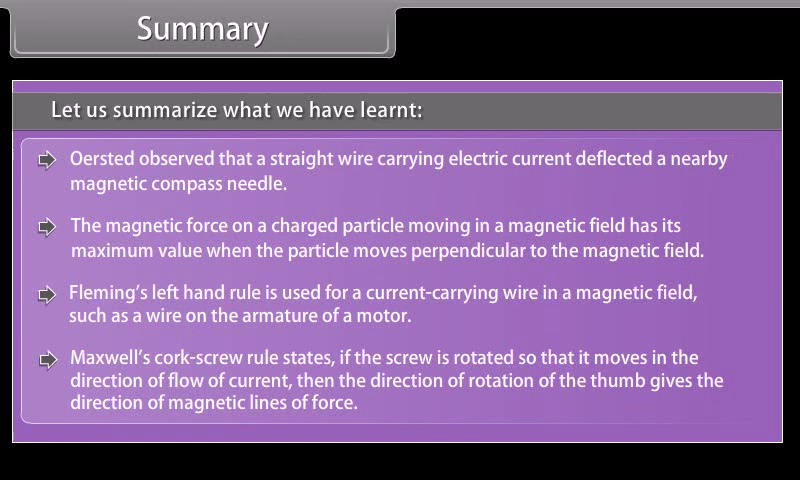 Summary
Let us summarize what we have learnt:
Oersted observed that a straight wire carrying electric current deflected a nearby
magnetic compass needle.
The magnetic force on a charged particle moving in a magnetic field has its
maximum value when the particle moves perpendicular to the magnetic field.
Fleming's left hand rule is used for a current-carrying wire in a magnetic field,
such as a wire on the armature of a motor.
Maxwell's cork-screw rule states, if the screw is rotated so that it moves in the
direction of flow of current, then the direction of rotation of the thumb gives the
direction of magnetic lines of force.